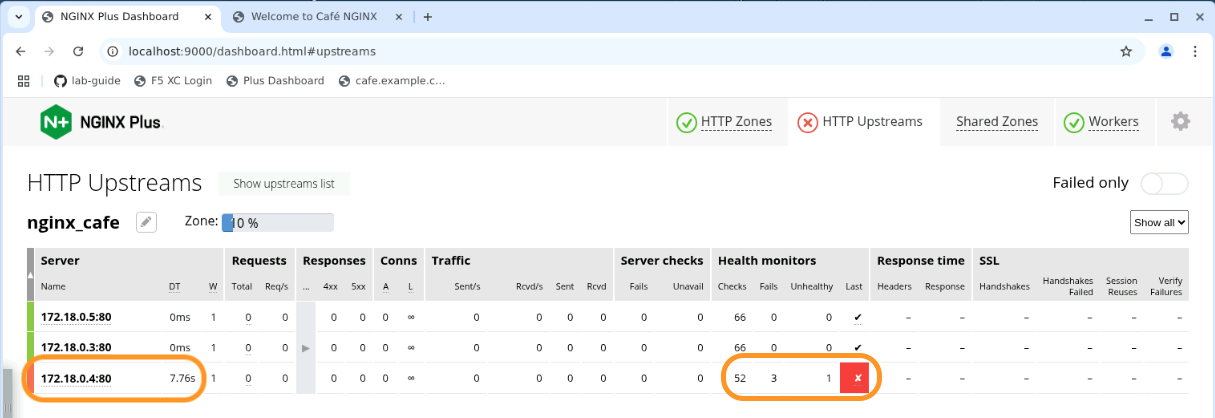 NGINX Plus Dashboard
Welcome to Café NGINX
localhost:9000/dashboard.html#upstreams
lab-guide F5 XC Login Plus Dashboard cafe.example.c...
N+ NGINX Plus HTTP Zones HTTP Upstreams Shared Zones Workers
HTTP Upstreams Show upstreams list Failed only
nginx_cafe Zone: 10 % Show all
Server Requests Responses Conns Traffic Server checks Health monitors Response time SSL
Name DT W Total Req/s ... 4xx 5xx A L Sent/s Rcvd/s Sent Rcvd Fails Unavail Checks Fails Unhealthy Last Headers Response Handshakes Handshakes Failed Session Reuses Verify Failures
172.18.0.5:80 0ms 1 0 0 0 0 0 ∞ 0 0 0 0 0 0 66 0 0 ✔ – – – – – –
172.18.0.3:80 0ms 1 0 0 ▶ 0 0 0 ∞ 0 0 0 0 0 0 66 0 0 ✔ – – – – – –
172.18.0.4:80 7.76s 1 0 0 0 0 0 ∞ 0 0 0 0 0 0 52 3 1 ✘ – – – – – –